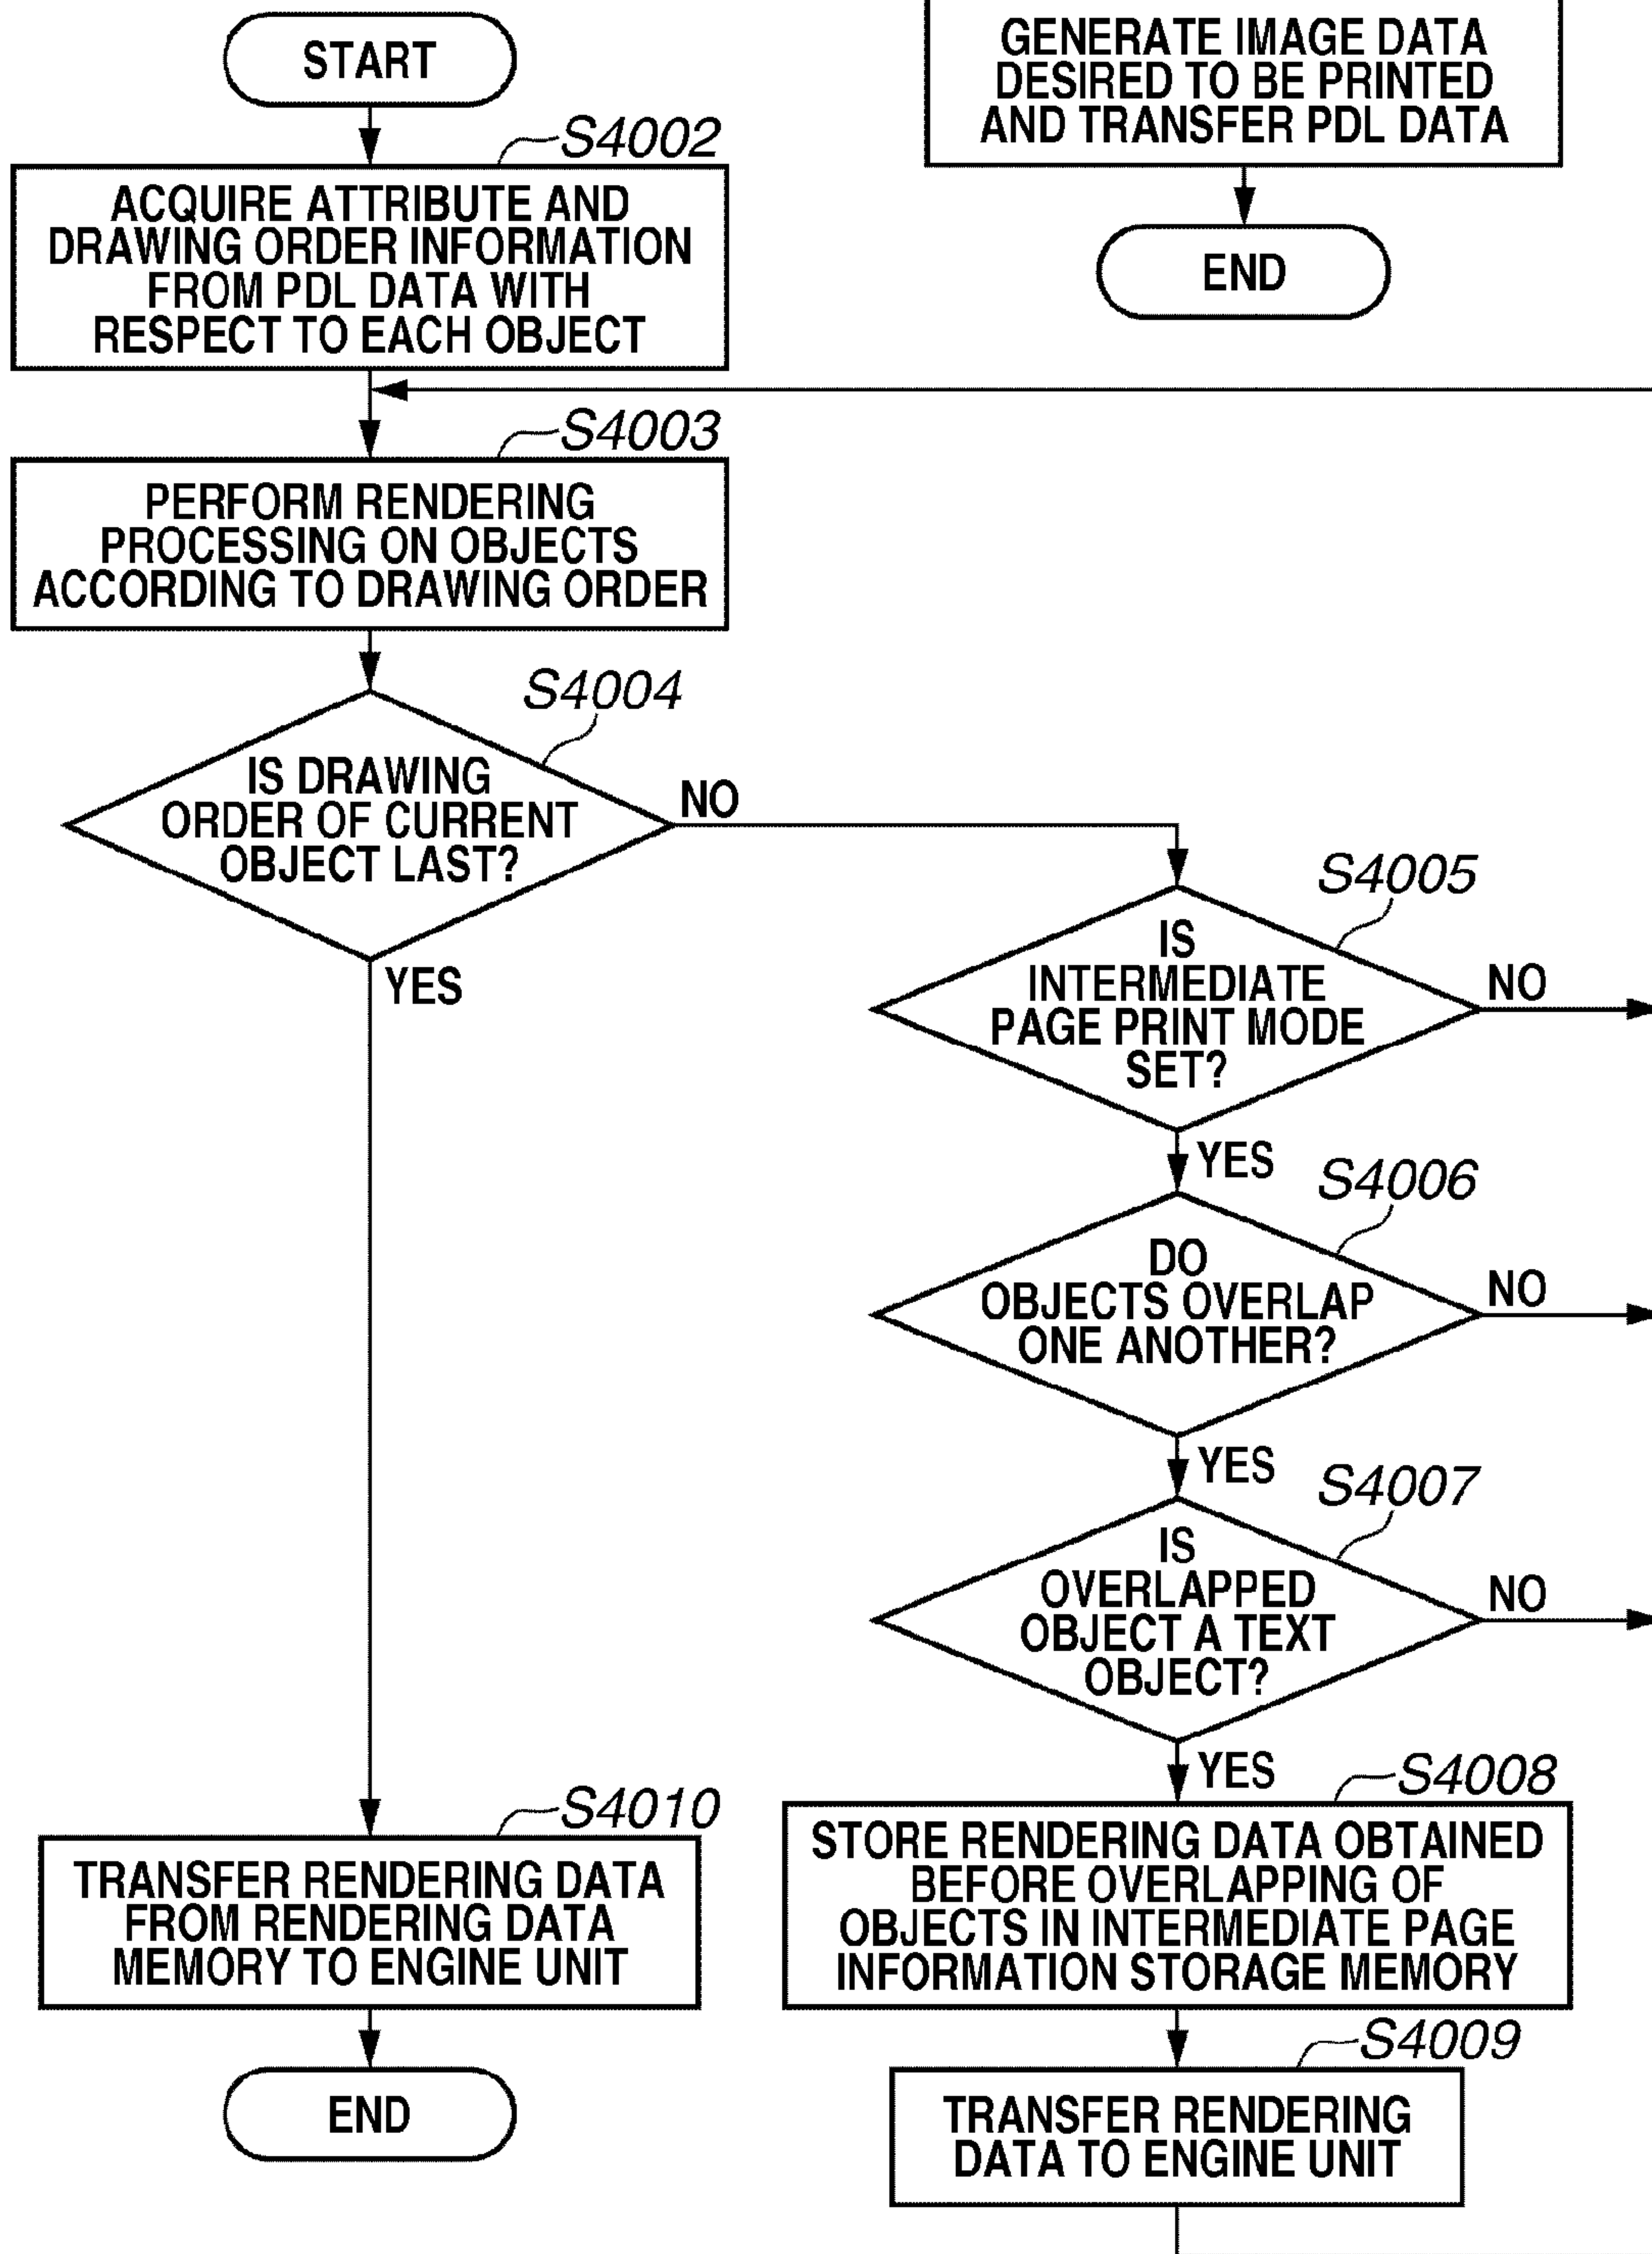 START
S4002
ACQUIRE ATTRIBUTE AND
DRAWING ORDER INFORMATION
FROM PDL DATA WITH
RESPECT TO EACH OBJECT
GENERATE IMAGE DATA
DESIRED TO BE PRINTED
AND TRANSFER PDL DATA
END
S4003
PERFORM RENDERING
PROCESSING ON OBJECTS
ACCORDING TO DRAWING ORDER
S4004
IS DRAWING
ORDER OF CURRENT
OBJECT LAST?
NO
YES
S4005
IS
INTERMEDIATE
PAGE PRINT MODE
SET?
NO
YES
S4006
DO
OBJECTS OVERLAP
ONE ANOTHER?
NO
YES
S4007
IS
OVERLAPPED
OBJECT A TEXT
OBJECT?
NO
YES
S4008
STORE RENDERING DATA OBTAINED
BEFORE OVERLAPPING OF
OBJECTS IN INTERMEDIATE PAGE
INFORMATION STORAGE MEMORY
S4009
TRANSFER RENDERING
DATA TO ENGINE UNIT
S4010
TRANSFER RENDERING DATA
FROM RENDERING DATA
MEMORY TO ENGINE UNIT
END